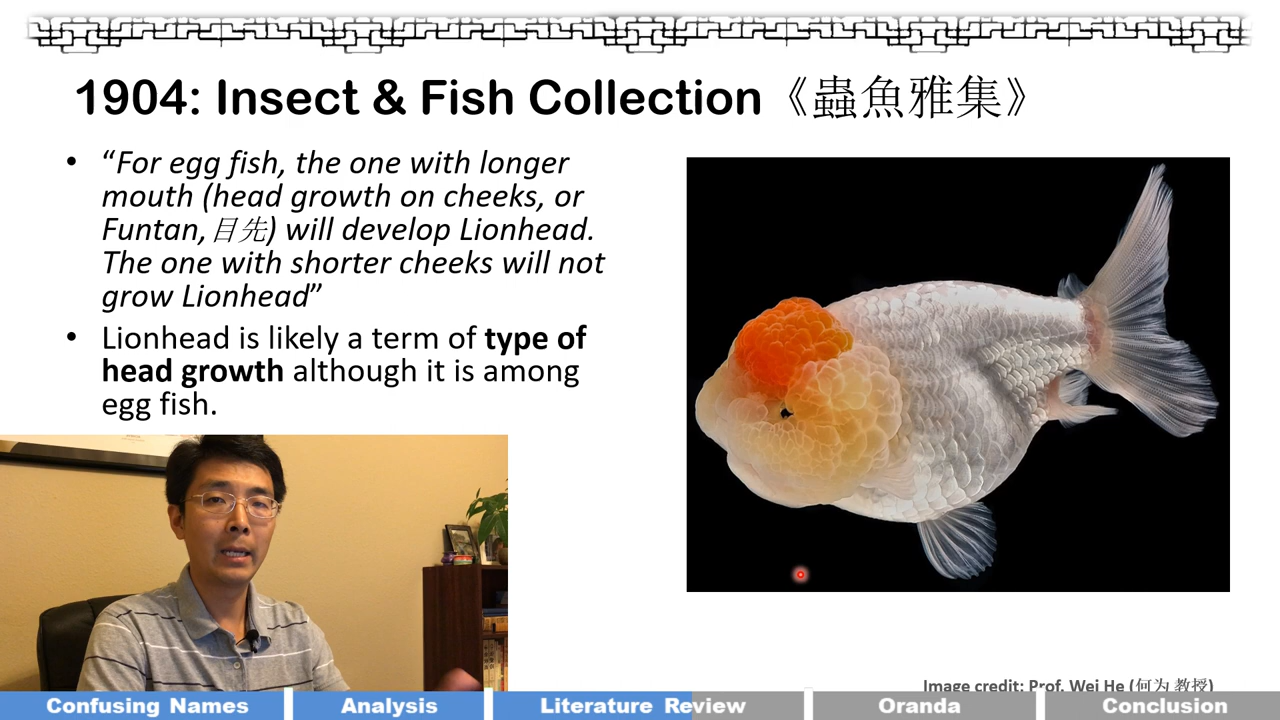 1904: Insect & Fish Collection《蟲魚雅集》
• “For egg fish, the one with longer
mouth (head growth on cheeks, or
Funtan, 目先) will develop Lionhead.
The one with shorter cheeks will not
grow Lionhead”
• Lionhead is likely a term of type of
head growth although it is among
egg fish.
Image credit: Prof. Wei He (何为 教授)
Confusing Names
Analysis
Literature Review
Oranda
Conclusion